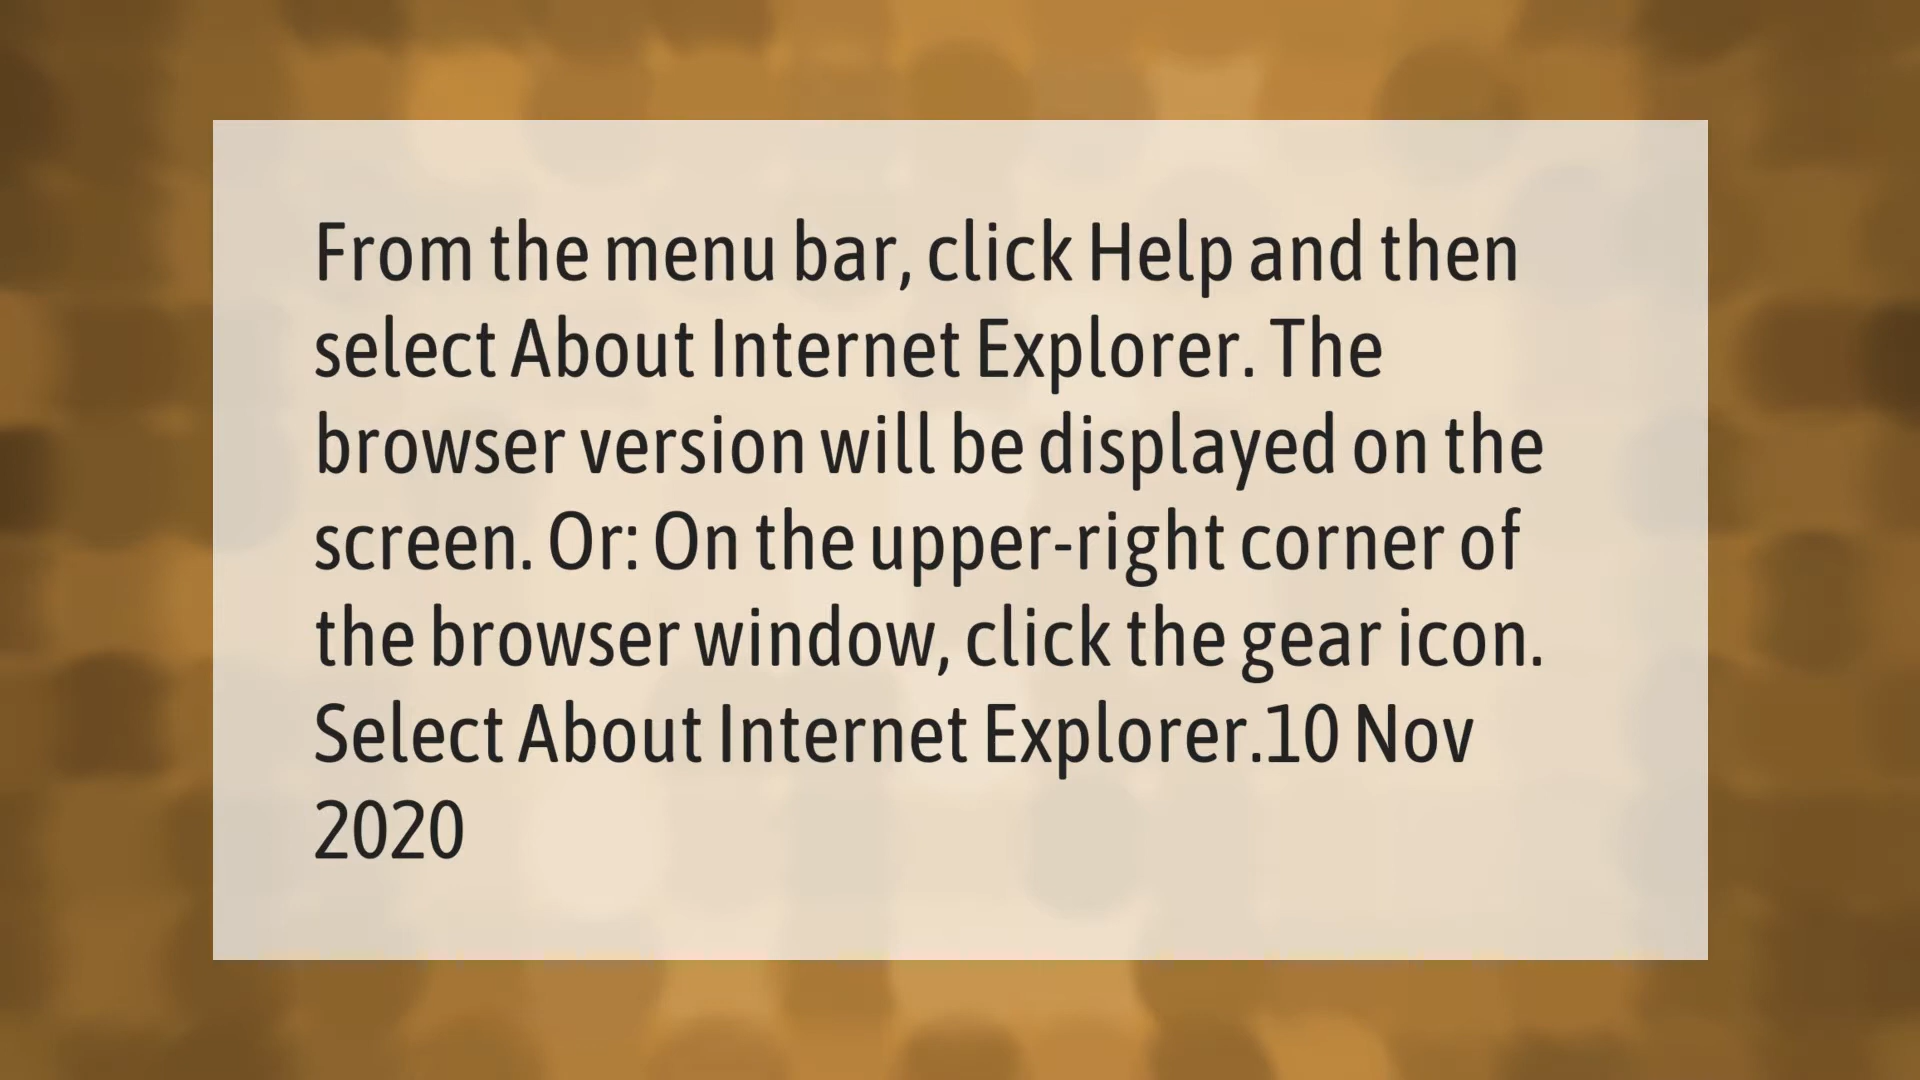 From the menu bar, click Help and then
select About Internet Explorer. The
browser version will be displayed on the
screen. Or: On the upper-right corner of
the browser window, click the gear icon.
Select About Internet Explorer.10 Nov
2020